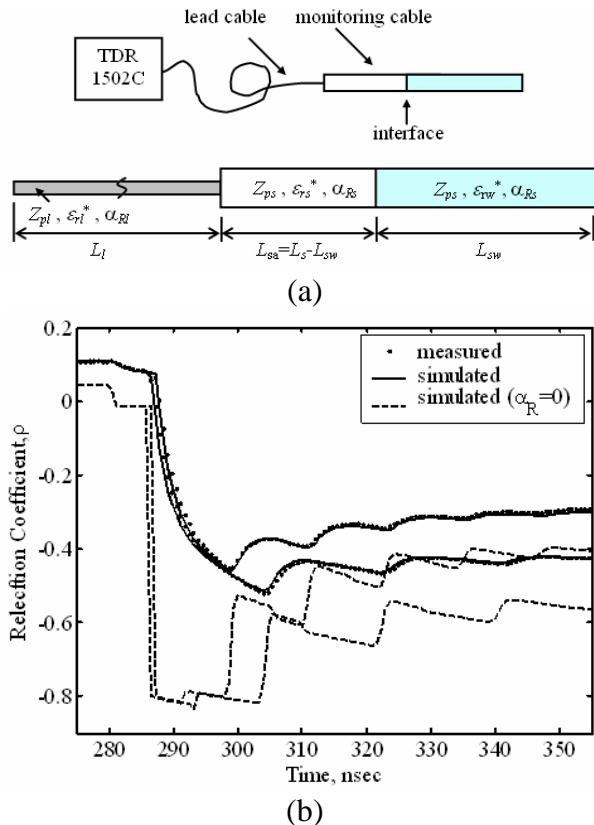 lead cable monitoring cable
TDR
1502C
interface
Z_pl , ε_rl^* , α_Rl
Z_ps , ε_rs^* , α_Rs
Z_ps , ε_rw^* , α_Rs
L_l
L_sa=L_s-L_sw
L_sw
(a)
0.2
0
-0.2
-0.4
-0.6
-0.8
Releffion Coefficient,ρ
measured
simulated
simulated (α_R=0)
280 290 300 310 320 330 340 350
Time, nsec
(b)